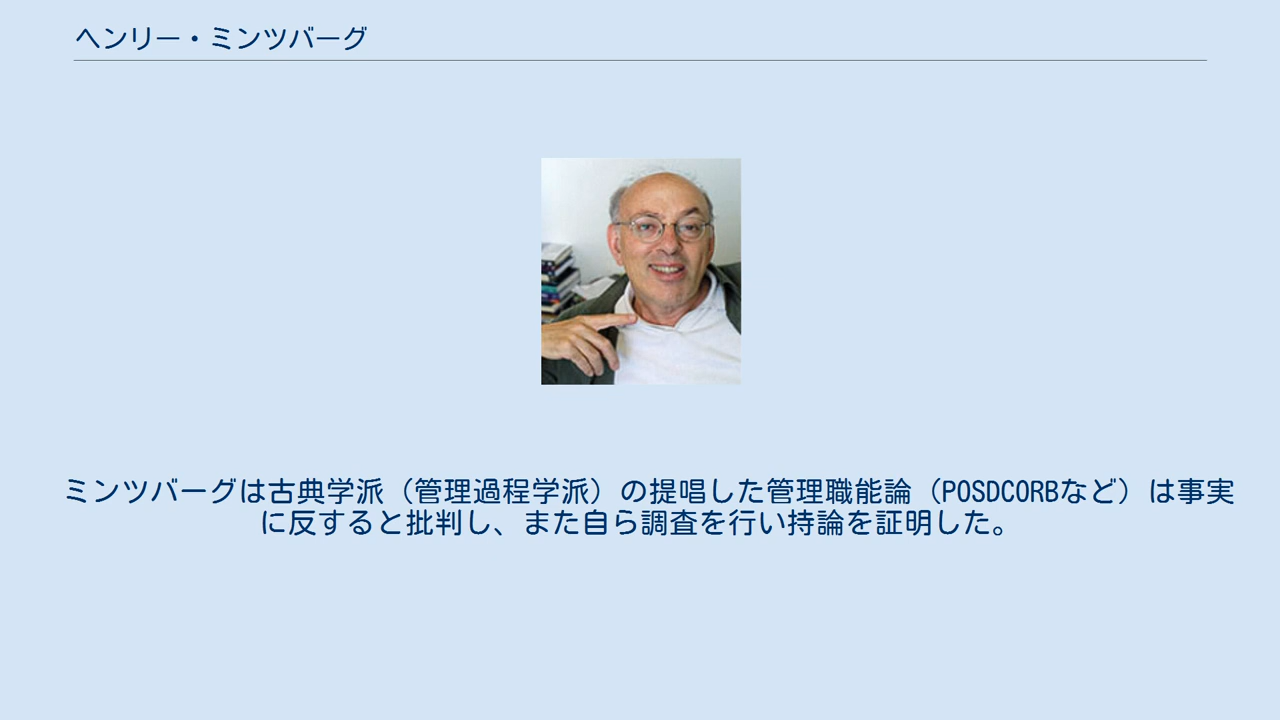 ヘンリー・ミンツバーグ
ミンツバーグは古典学派（管理過程学派）の提唱した管理職能論（POSDCORBなど）は事実
に反すると批判し、また自ら調査を行い持論を証明した。